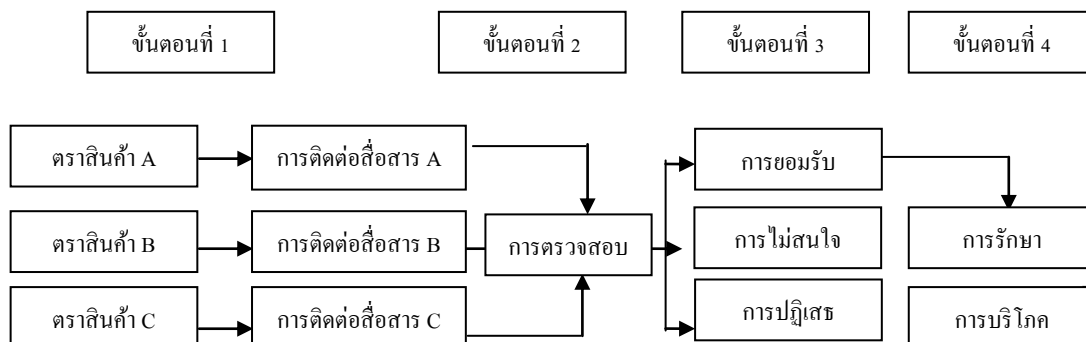 ขั้นตอนที่ 1 ขั้นตอนที่ 2 ขั้นตอนที่ 3 ขั้นตอนที่ 4
ตราสินค้า A การติดต่อสื่อสาร A การยอมรับ
ตราสินค้า B การติดต่อสื่อสาร B การตรวจสอบ การไม่สนใจ การรักษา
ตราสินค้า C การติดต่อสื่อสาร C การปฏิเสธ การบริโภค